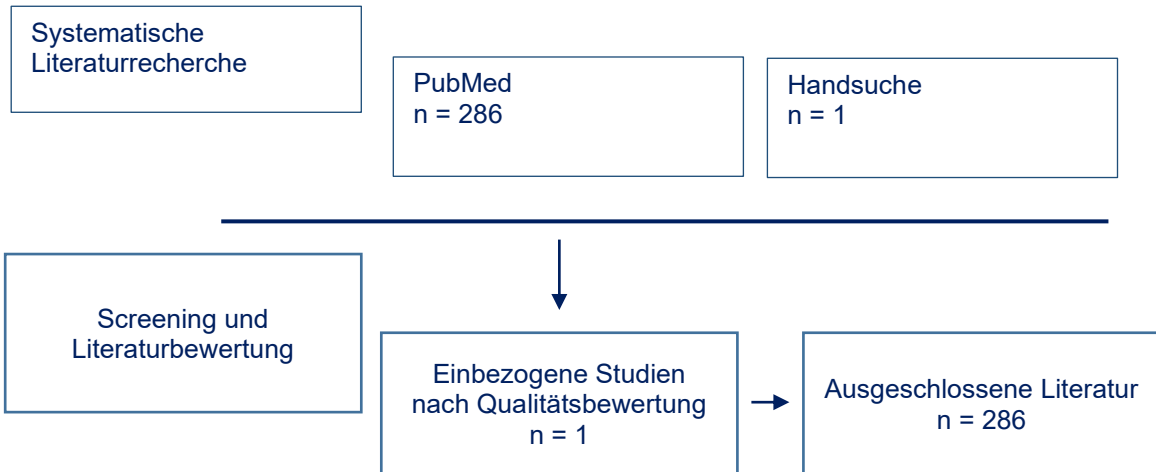 Systematische
Literaturrecherche
PubMed
n = 286
Handsuche
n = 1
Screening und
Literaturbewertung
Einbezogene Studien
nach Qualitätsbewertung
n = 1
Ausgeschlossene Literatur
n = 286